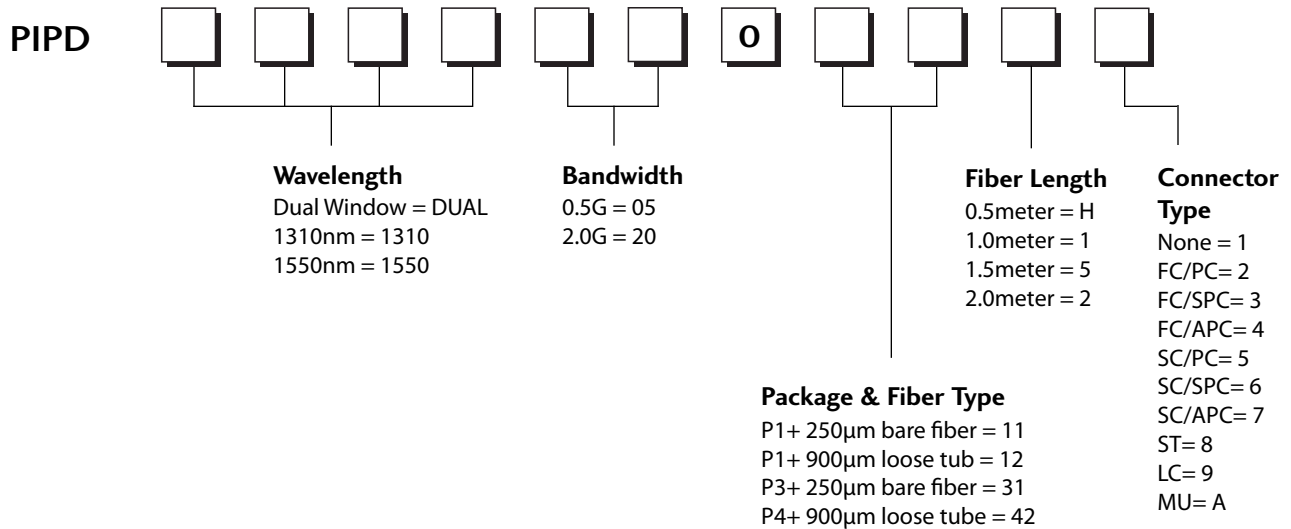 PIPD 0
Wavelength
Dual Window = DUAL
1310nm = 1310
1550nm = 1550
Bandwidth
0.5G = 05
2.0G = 20
Package & Fiber Type
P1+ 250µm bare fiber = 11
P1+ 900µm loose tub = 12
P3+ 250µm bare fiber = 31
P4+ 900µm loose tube = 42
Fiber Length
0.5meter = H
1.0meter = 1
1.5meter = 5
2.0meter = 2
Connector
Type
None = 1
FC/PC= 2
FC/SPC= 3
FC/APC= 4
SC/PC= 5
SC/SPC= 6
SC/APC= 7
ST= 8
LC= 9
MU= A